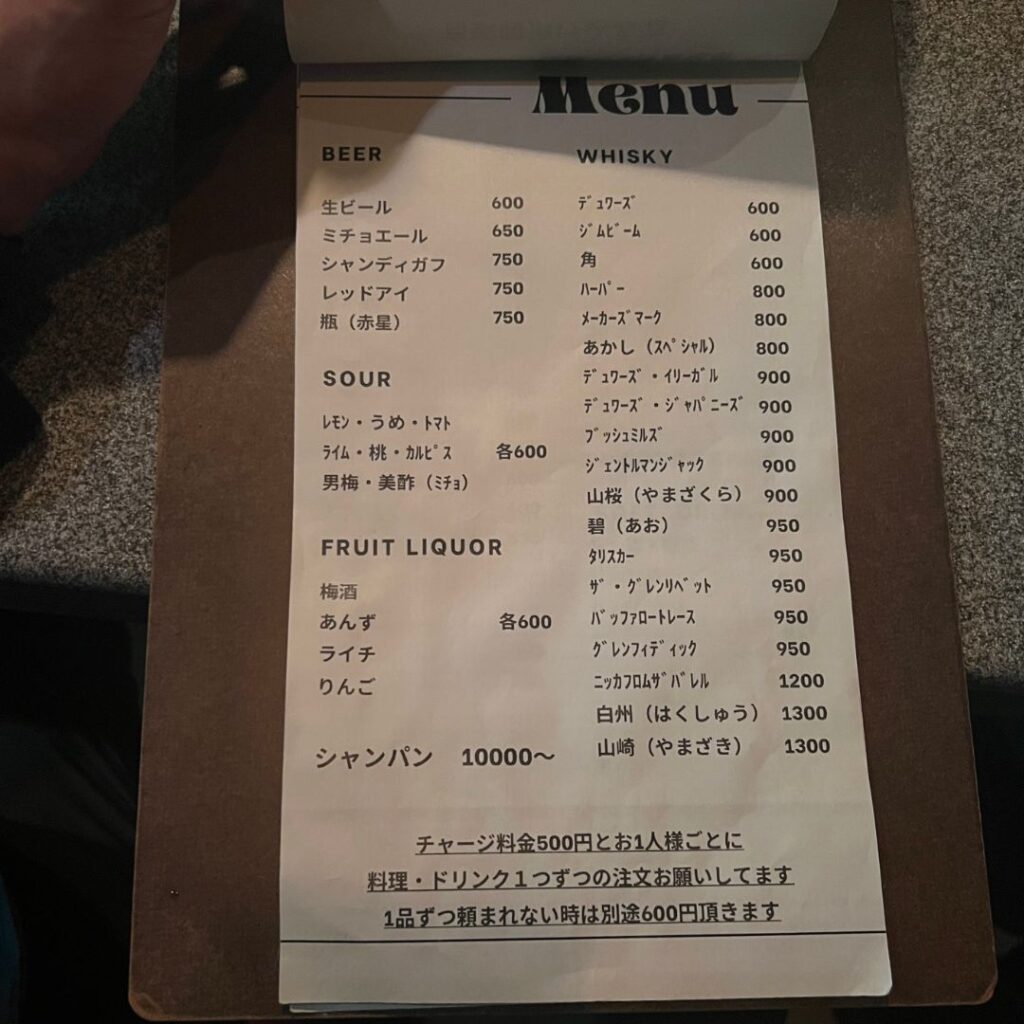 Menu
BEER
生ビール 600
ミチョエール 650
シャンディガフ 750
レッドアイ 750
瓶（赤星） 750
SOUR
ﾚﾓﾝ・うめ・ﾄﾏﾄ
ﾗｲﾑ・桃・ｶﾙﾋﾟｽ 各600
男梅・美酢（ﾐﾁｮ）
FRUIT LIQUOR
梅酒
あんず 各600
ライチ
りんご
シャンパン 10000〜
WHISKY
ﾃﾞｭﾜｰｽﾞ 600
ｼﾞﾑﾋﾞｰﾑ 600
角 600
ﾊｰﾊﾟｰ 800
ﾒｰｶｰｽﾞﾏｰｸ 800
あかし（ｽﾍﾟｼｬﾙ） 800
ﾃﾞｭﾜｰｽﾞ・ｲﾘｰｶﾞﾙ 900
ﾃﾞｭﾜｰｽﾞ・ｼﾞｬﾊﾟﾆｰｽﾞ 900
ﾌﾞｯｼｭﾐﾙｽﾞ 900
ｼﾞｪﾝﾄﾙﾏﾝｼﾞｬｯｸ 900
山桜（やまざくら） 900
碧（あお） 950
ﾀﾘｽｶｰ 950
ｻﾞ・ｸﾞﾚﾝﾘﾍﾞｯﾄ 950
ﾊﾞｯﾌｧﾛｰﾄﾚｰｽ 950
ｸﾞﾚﾝﾌｨﾃﾞｨｯｸ 950
ﾆｯｶﾌﾛﾑｻﾞﾊﾞﾚﾙ 1200
白州（はくしゅう） 1300
山崎（やまざき） 1300
チャージ料金500円とお1人様ごとに
料理・ドリンク１つずつの注文お願いしてます
1品ずつ頼まれない時は別途600円頂きます